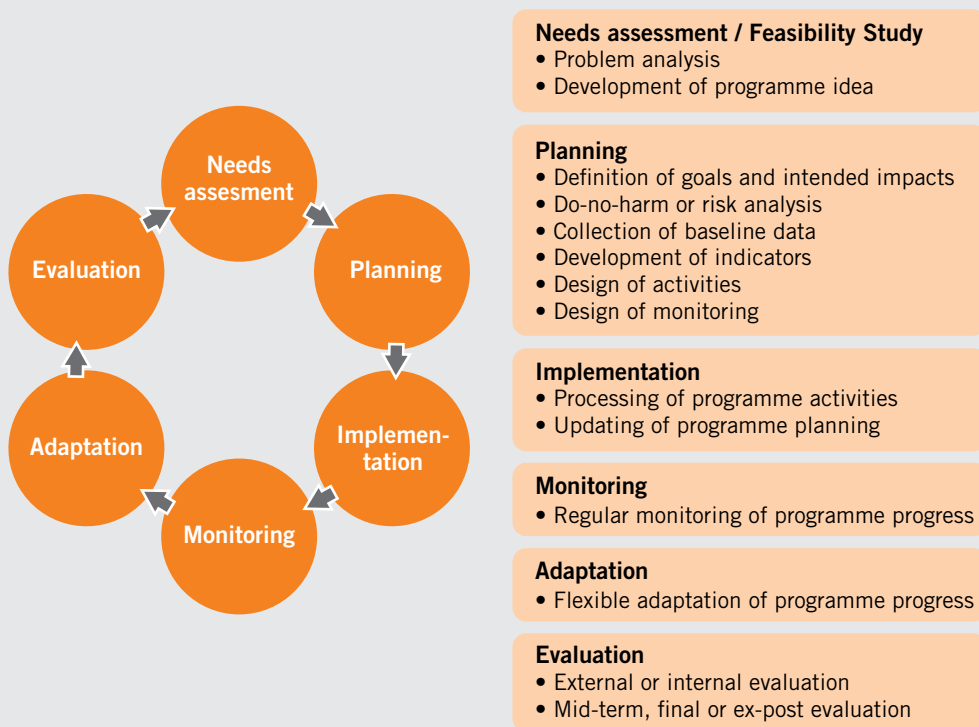 Needs
assesment
Planning
Implemen-
tation
Monitoring
Adaptation
Evaluation
Needs assessment / Feasibility Study
• Problem analysis
• Development of programme idea
Planning
• Definition of goals and intended impacts
• Do-no-harm or risk analysis
• Collection of baseline data
• Development of indicators
• Design of activities
• Design of monitoring
Implementation
• Processing of programme activities
• Updating of programme planning
Monitoring
• Regular monitoring of programme progress
Adaptation
• Flexible adaptation of programme progress
Evaluation
• External or internal evaluation
• Mid-term, final or ex-post evaluation